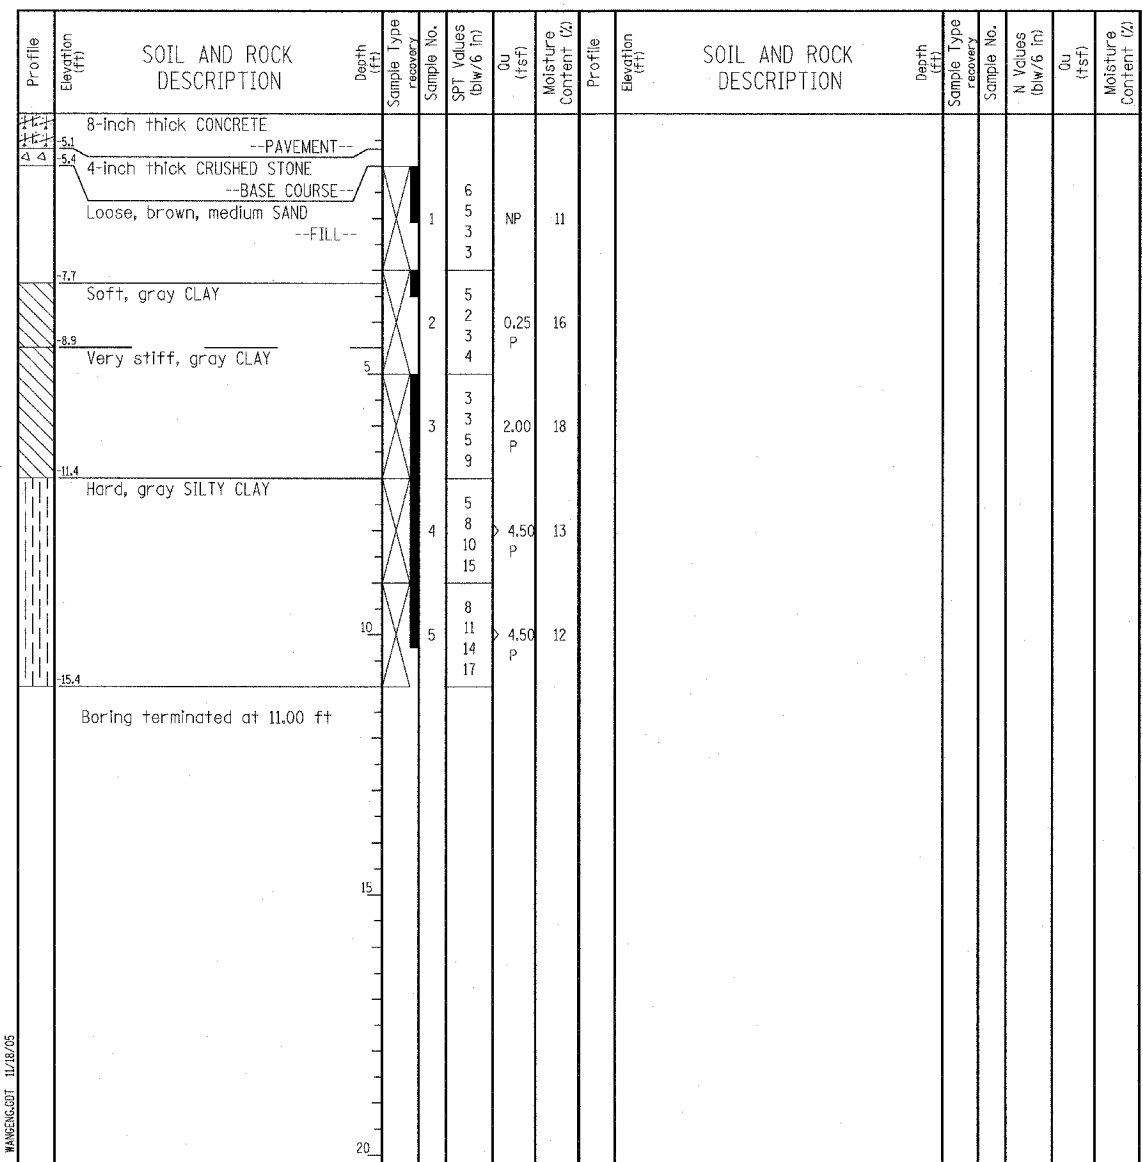 Profile
Elevation
(ft)
SOIL AND ROCK
DESCRIPTION
Depth
(ft)
Sample Type
recovery
Sample No.
SPT Values
(blw/6 in)
Qu
(tsf)
Moisture
Content (%)
Profile
Elevation
(ft)
SOIL AND ROCK
DESCRIPTION
Depth
(ft)
Sample Type
recovery
Sample No.
N Values
(blw/6 in)
Qu
(tsf)
Moisture
Content (%)
8-inch thick CONCRETE
-5.1
--PAVEMENT--
-5.4
4-inch thick CRUSHED STONE
--BASE COURSE--
Loose, brown, medium SAND
--FILL--
1
6
5
3
3
NP
11
-7.7
Soft, gray CLAY
2
5
2
3
4
0.25
P
16
-8.9
Very stiff, gray CLAY
5
3
3
3
5
9
2.00
P
18
-11.4
Hard, gray SILTY CLAY
4
5
8
10
15
> 4.50
P
13
10
5
8
11
14
17
> 4.50
P
12
-15.4
Boring terminated at 11.00 ft
15
20
WANGENG.GDT 11/18/05